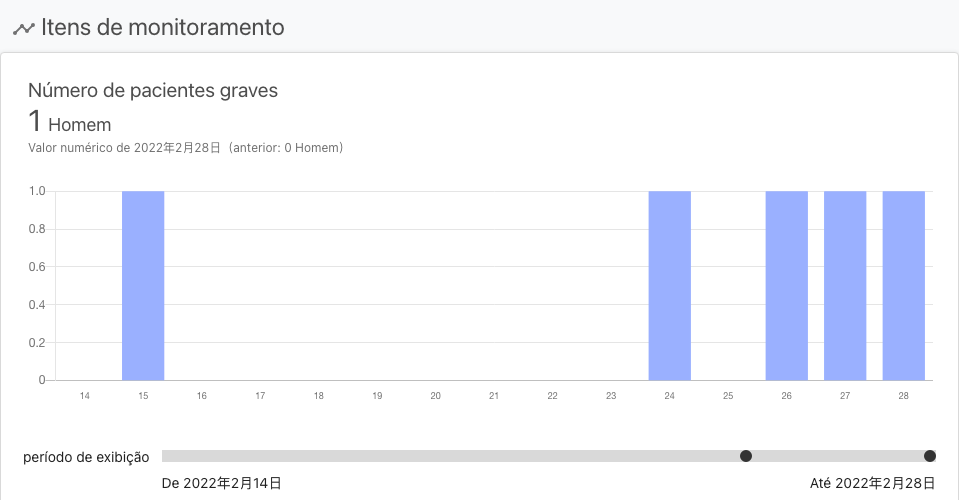 Itens de monitoramento
Número de pacientes graves
1 Homem
Valor numérico de 2022年2月28日（anterior: 0 Homem）
1.0
0.8
0.6
0.4
0.2
0
14 15 16 17 18 19 20 21 22 23 24 25 26 27 28
período de exibição
De 2022年2月14日 Até 2022年2月28日